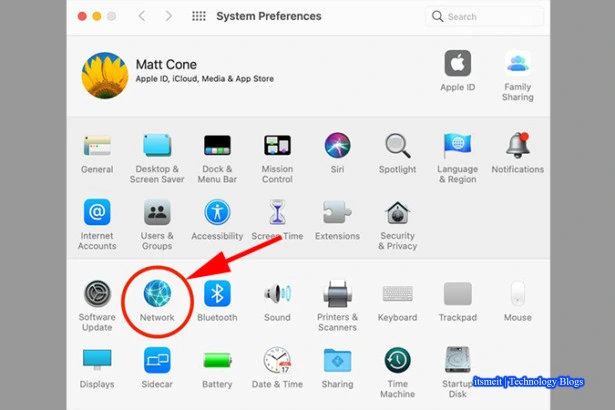 System Preferences
Search
Matt Cone
Apple ID, iCloud, Media & App Store
Apple ID
Family
Sharing
General
Desktop &
Screen Saver
Dock &
Menu Bar
Mission
Control
Siri
Spotlight
Language
& Region
Notifications
Internet
Accounts
Users &
Groups
Accessibility
Screen Time
Extensions
Security
& Privacy
Software
Update
Network
Bluetooth
Sound
Printers &
Scanners
Keyboard
Trackpad
Mouse
Displays
Sidecar
Battery
Date & Time
Sharing
Time
Machine
Startup
Disk
itsmeit | Technology Blogs